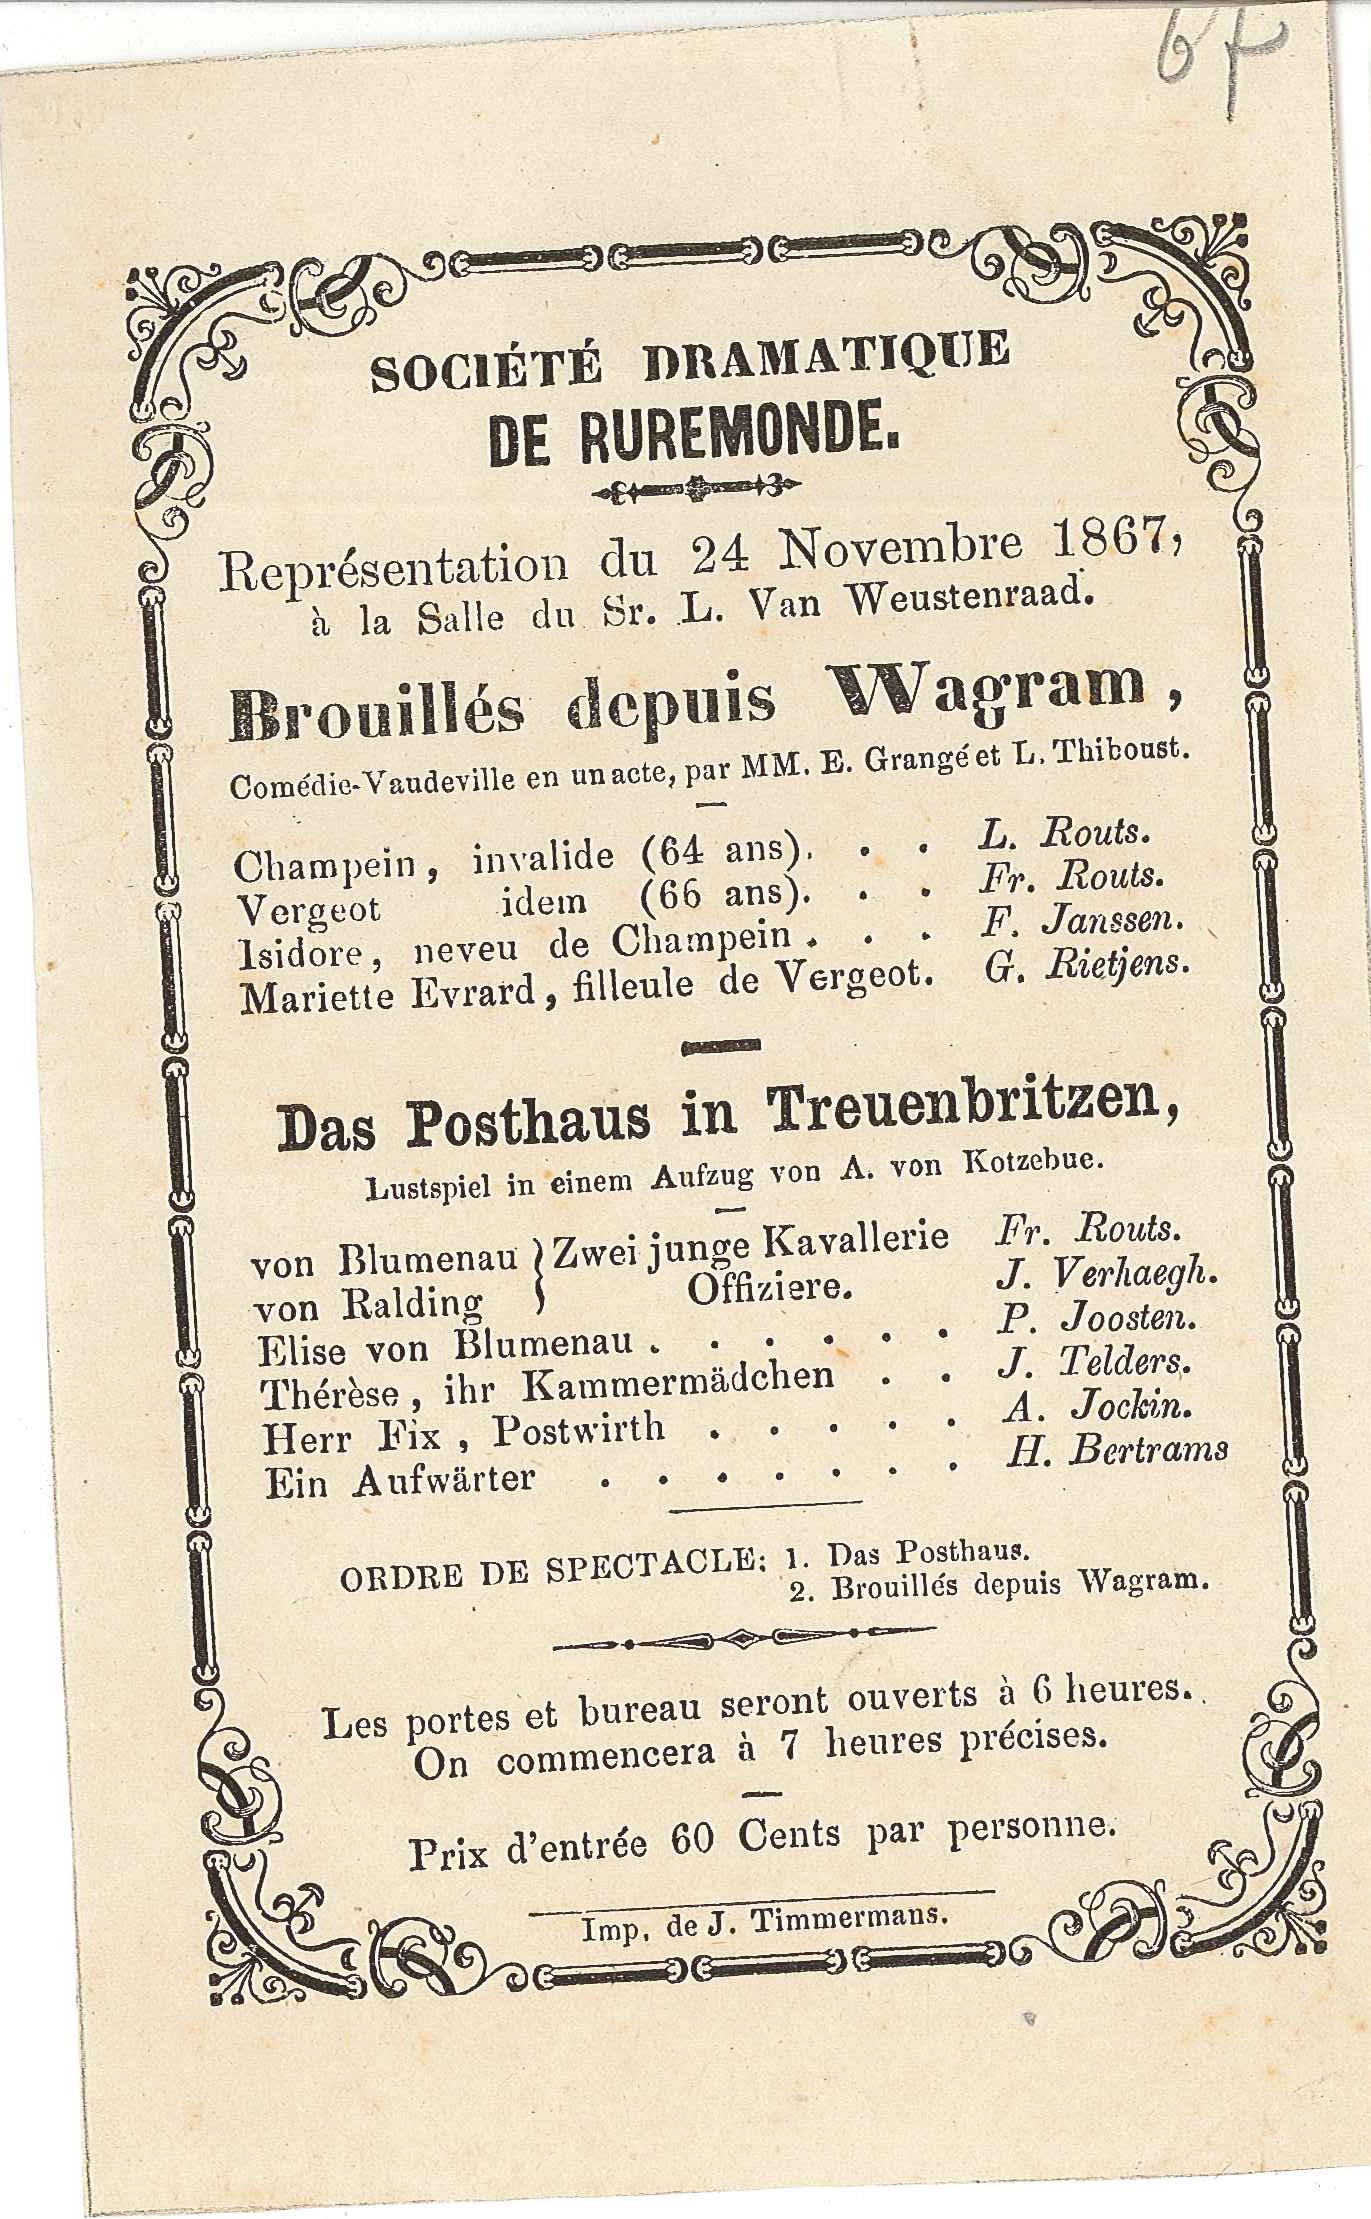 67
SOCIÉTÉ DRAMATIQUE
DE RUREMONDE.
Représentation du 24 Novembre 1867,
à la Salle du Sr. L. Van Weustenraad.
Brouillés depuis Wagram,
Comédie-Vaudeville en un acte, par MM. E. Grangé et L. Thiboust.
Champein, invalide (64 ans). . . L. Routs.
Vergeot idem (66 ans). . . Fr. Routs.
Isidore, neveu de Champein . . . F. Janssen.
Mariette Evrard, filleule de Vergeot. G. Rietjens.
Das Posthaus in Treuenbritzen,
Lustspiel in einem Aufzug von A. von Kotzebue.
von Blumenau } Zwei junge Kavallerie Fr. Routs.
von Ralding } Offiziere. J. Verhaegh.
Elise von Blumenau . . . . . . P. Joosten.
Thérèse, ihr Kammermädchen . . J. Telders.
Herr Fix, Postwirth . . . . . A. Jockin.
Ein Aufwärter . . . . . . . H. Bertrams
ORDRE DE SPECTACLE: 1. Das Posthaus.
2. Brouillés depuis Wagram.
Les portes et bureau seront ouverts à 6 heures.
On commencera à 7 heures précises.
Prix d'entrée 60 Cents par personne.
Imp. de J. Timmermans.